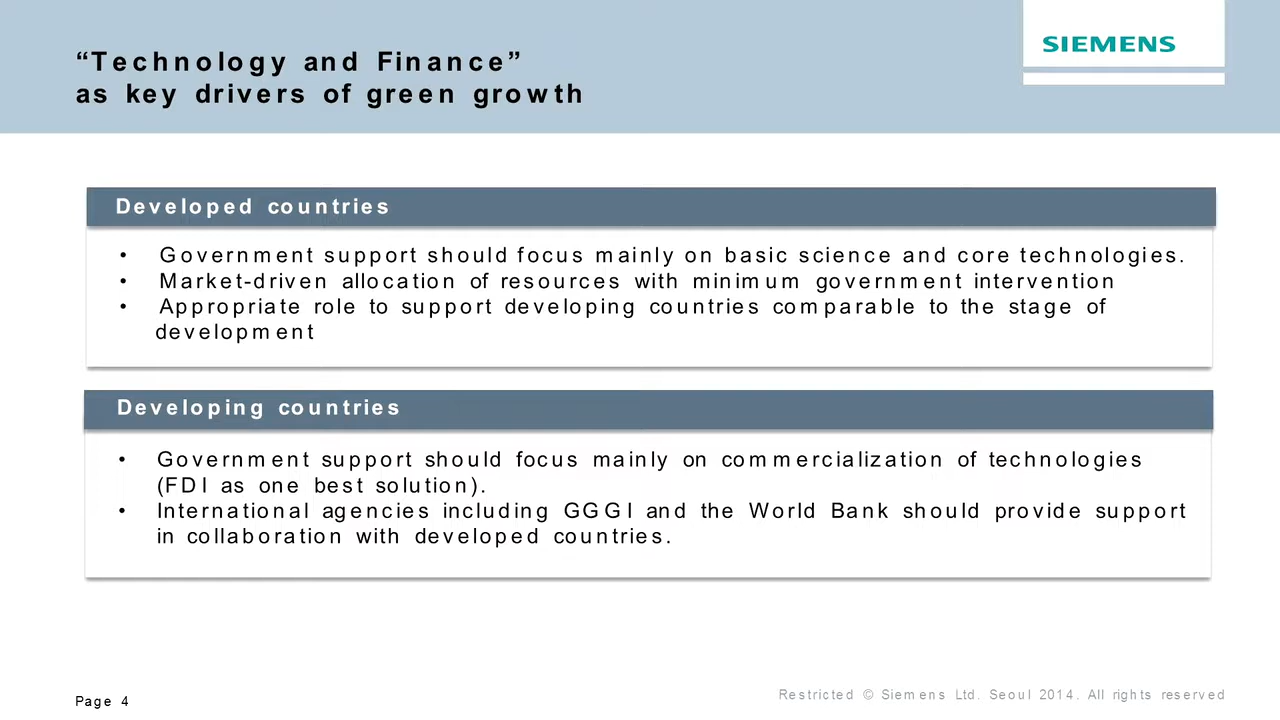 “Technology and Finance”
as key drivers of green growth
SIEMENS
Developed countries
• Government support should focus mainly on basic science and core technologies.
• Market-driven allocation of resources with minimum government intervention
• Appropriate role to support developing countries comparable to the stage of
development
Developing countries
• Government support should focus mainly on commercialization of technologies
(FDI as one best solution).
• International agencies including GGGI and the World Bank should provide support
in collaboration with developed countries.
Page 4
Restricted © Siemens Ltd. Seoul 2014. All rights reserved